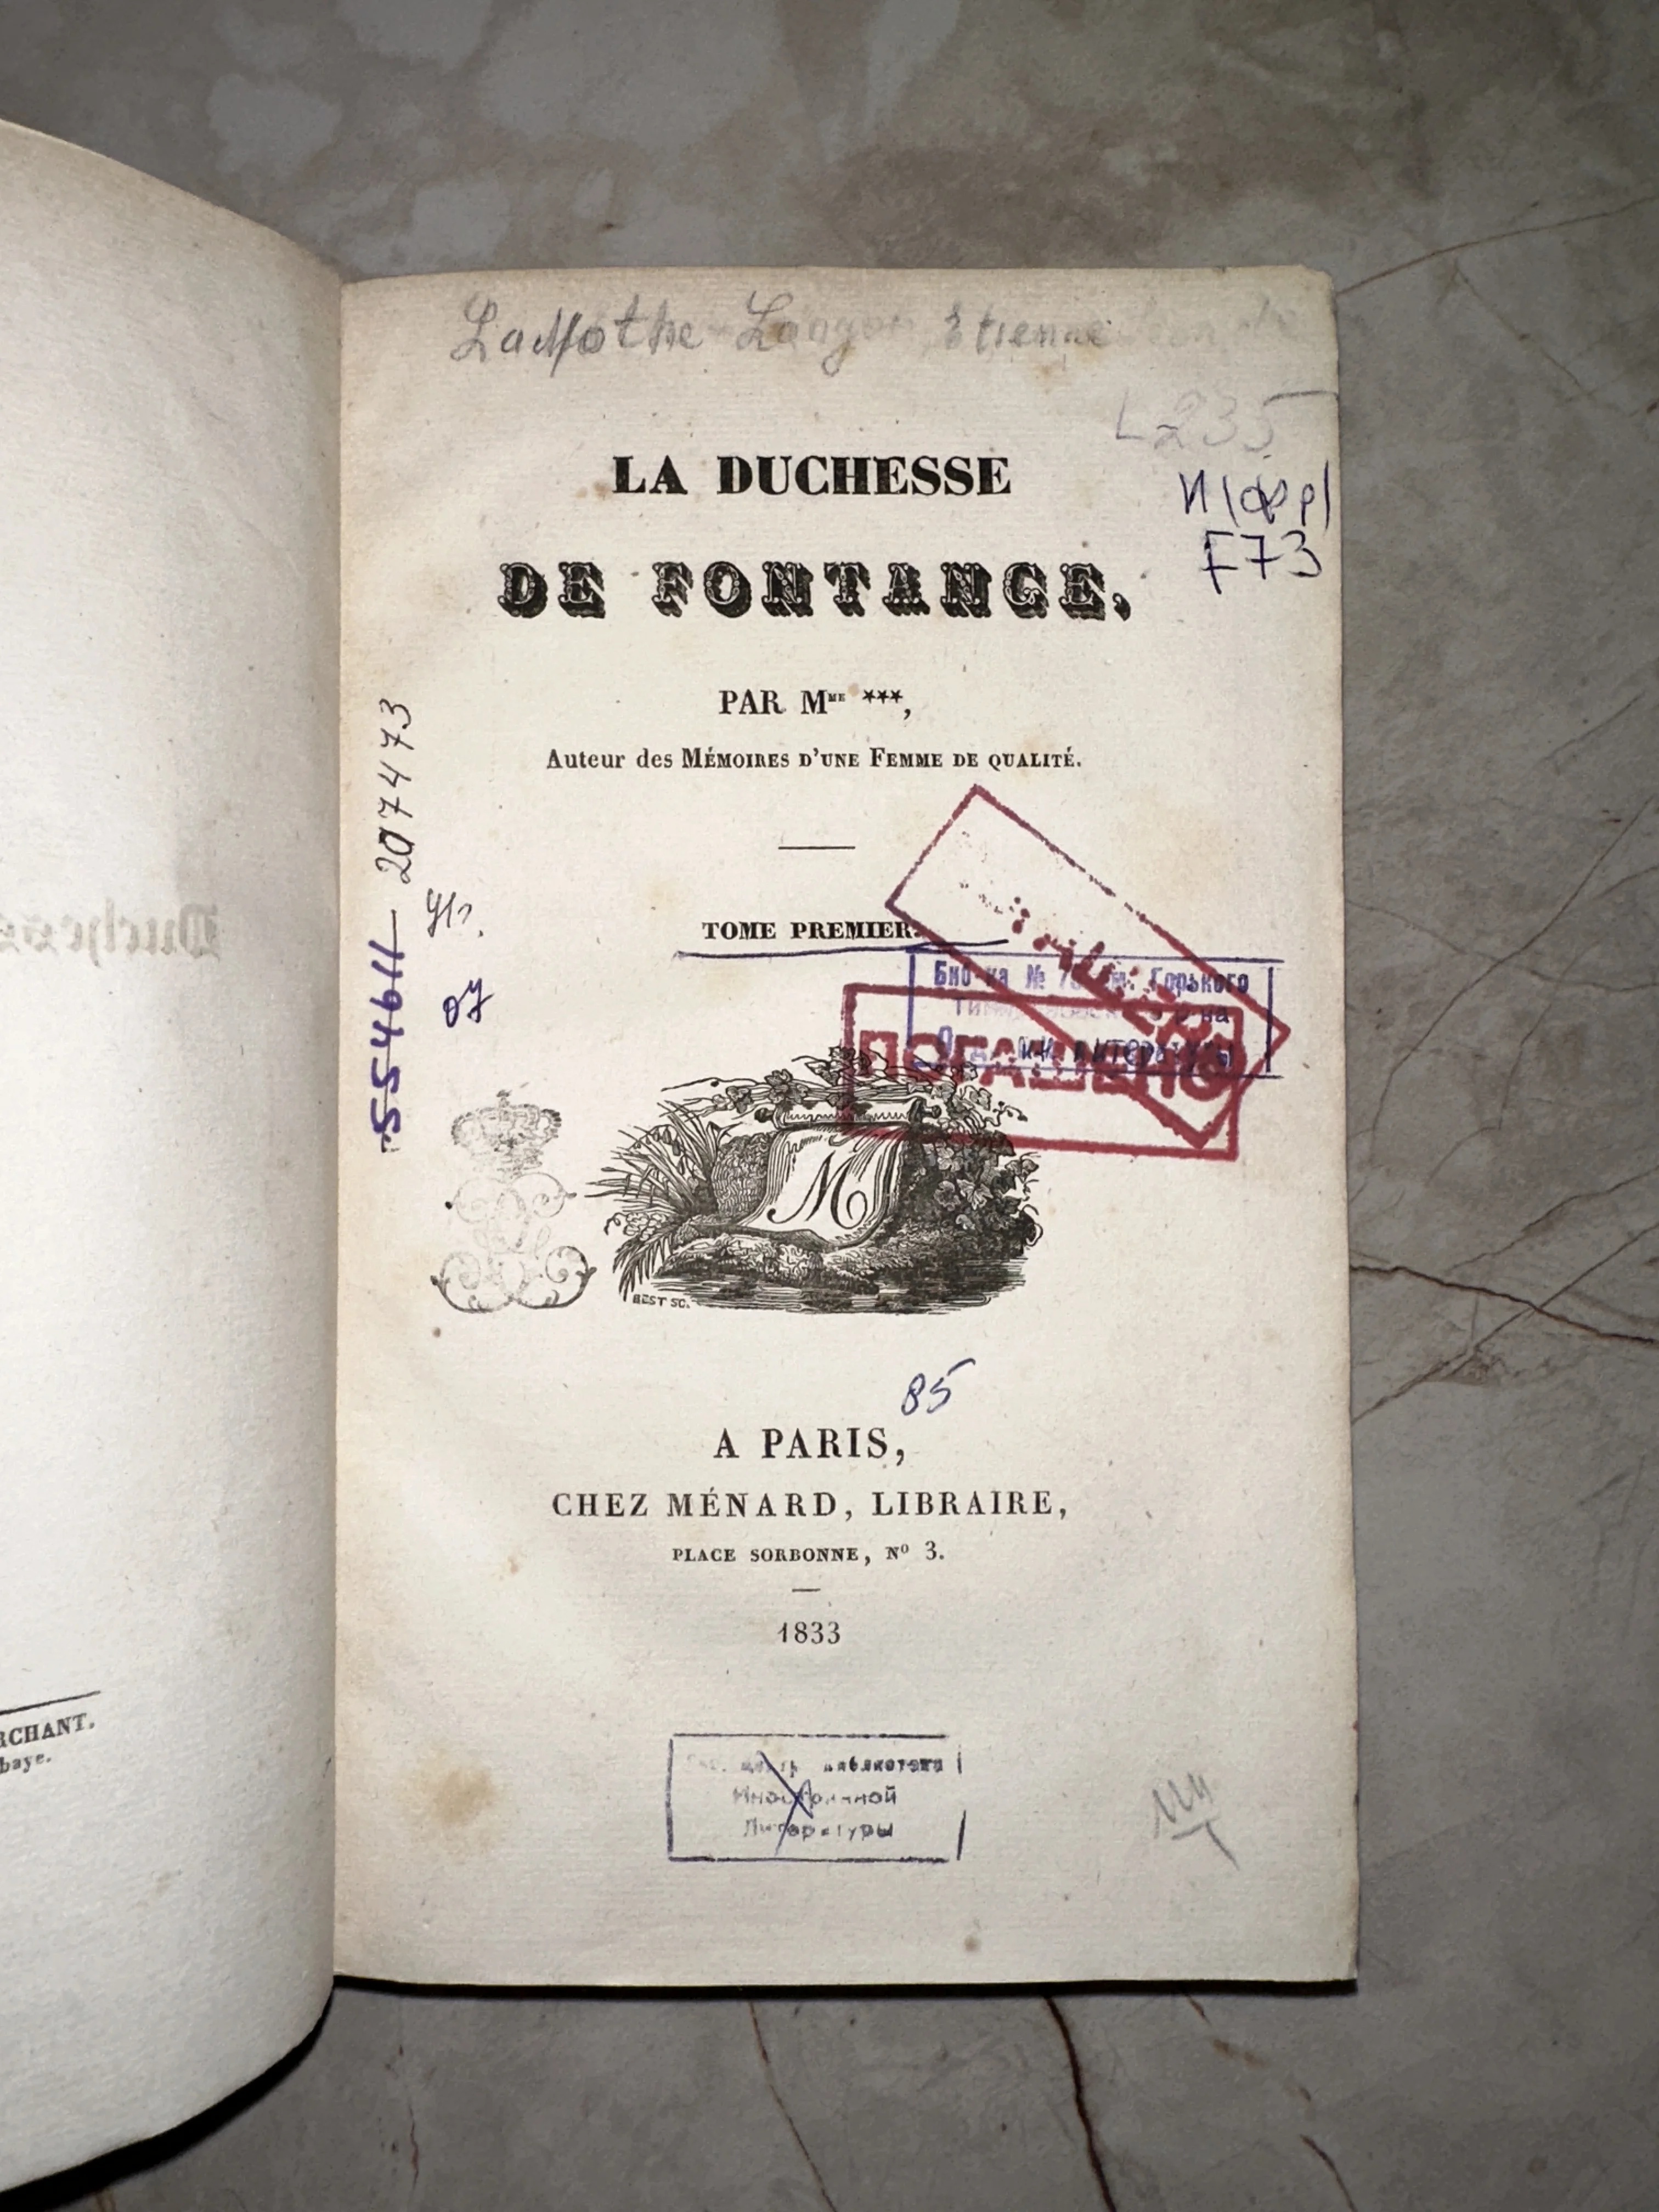 LaMothe Langon Etienne
L235
И(фр)
F73
LA DUCHESSE
DE FONTANGE,
PAR MME ***,
Auteur des MÉMOIRES D'UNE FEMME DE QUALITÉ.
TOME PREMIER.
554611 207473
07
Горького
ПОГАШЕНО
M
BEST SC.
85
A PARIS,
CHEZ MÉNARD, LIBRAIRE,
PLACE SORBONNE, Nº 3.
1833
библиотека
Иностранной
Литературы
RCHANT.
baye.